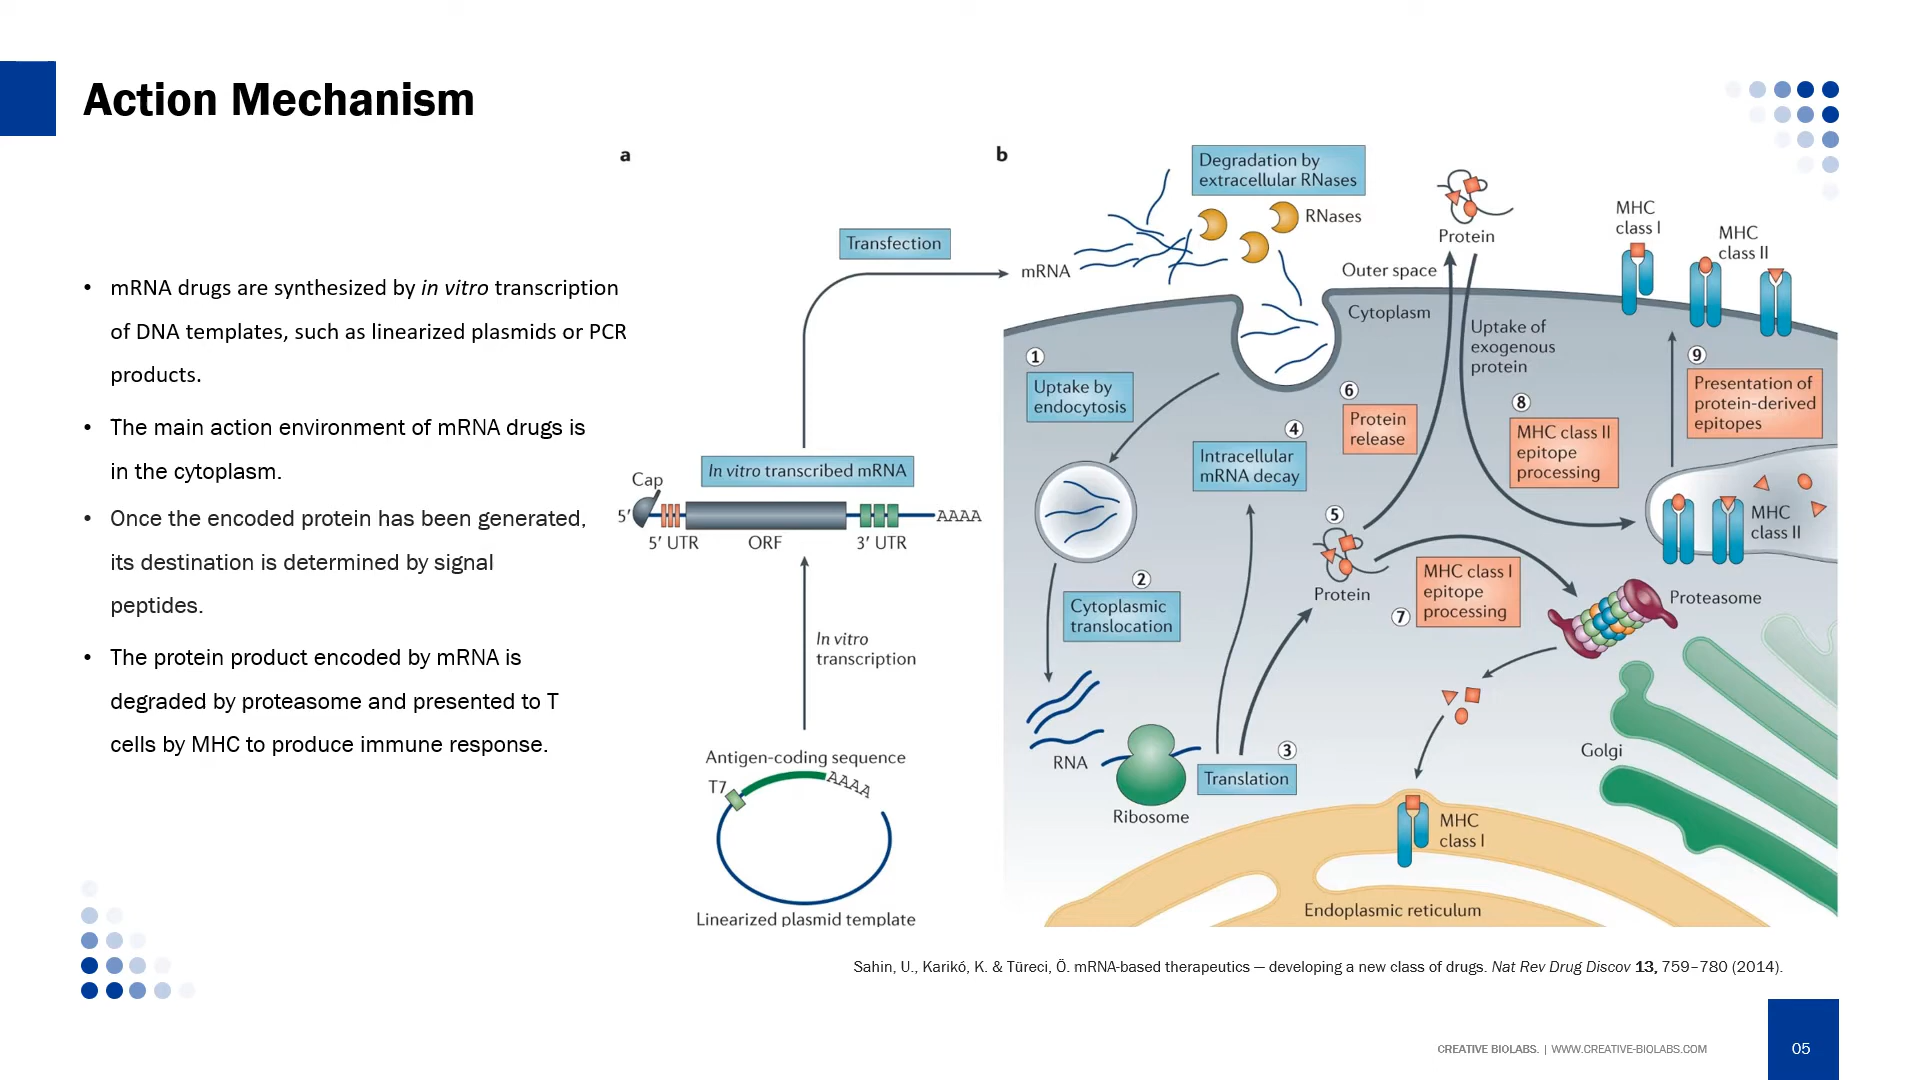 Action Mechanism
• mRNA drugs are synthesized by in vitro transcription
of DNA templates, such as linearized plasmids or PCR
products.
• The main action environment of mRNA drugs is
in the cytoplasm.
• Once the encoded protein has been generated,
its destination is determined by signal
peptides.
• The protein product encoded by mRNA is
degraded by proteasome and presented to T
cells by MHC to produce immune response.
a
Transfection
In vitro transcribed mRNA
Cap
5′
AAAA
5′ UTR
ORF
3′ UTR
In vitro
transcription
Antigen-coding sequence
T7
AAAA
Linearized plasmid template
b
Degradation by
extracellular RNases
RNases
mRNA
Protein
Outer space
Cytoplasm
MHC
class I
MHC
class II
1
Uptake by
endocytosis
Uptake of
exogenous
protein
6
Protein
release
4
Intracellular
mRNA decay
8
MHC class II
epitope
processing
9
Presentation of
protein-derived
epitopes
MHC
class II
5
Protein
2
Cytoplasmic
translocation
7
MHC class I
epitope
processing
Proteasome
RNA
Ribosome
3
Translation
Golgi
MHC
class I
Endoplasmic reticulum
Sahin, U., Karikó, K. & Türeci, Ö. mRNA-based therapeutics — developing a new class of drugs. Nat Rev Drug Discov 13, 759–780 (2014).
CREATIVE BIOLABS. | WWW.CREATIVE-BIOLABS.COM
05